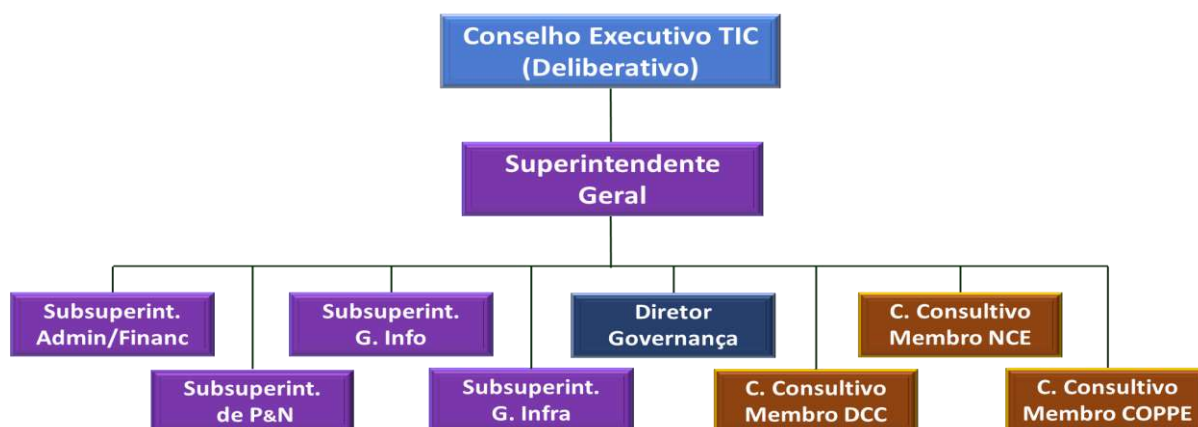 Conselho Executivo TIC
(Deliberativo)
Superintendente
Geral
Subsuperint.
Admin/Financ
Subsuperint.
de P&N
Subsuperint.
G. Info
Subsuperint.
G. Infra
Diretor
Governança
C. Consultivo
Membro DCC
C. Consultivo
Membro NCE
C. Consultivo
Membro COPPE